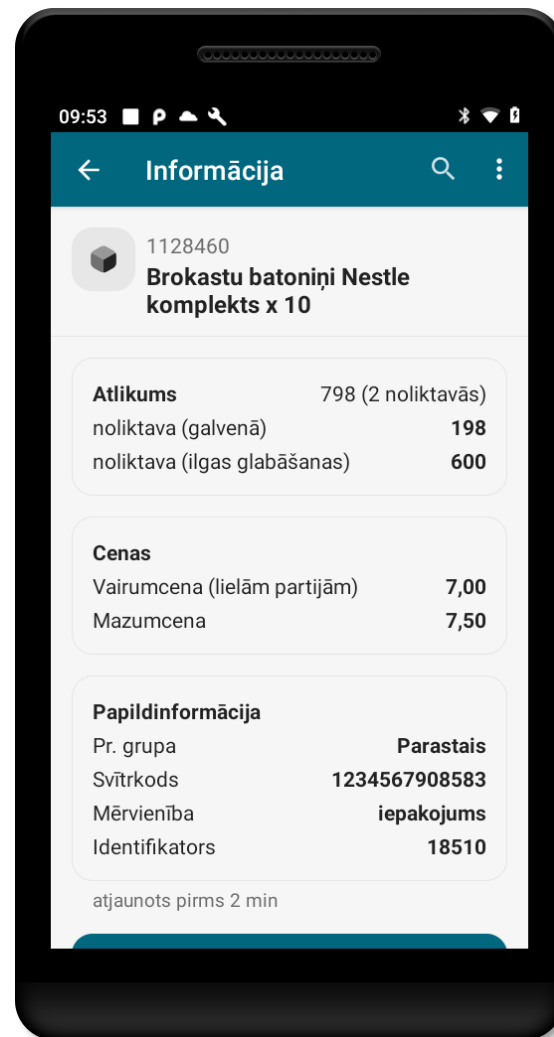 09:53
Informācija
1128460
Brokastu batoniņi Nestle
komplekts x 10
Atlikums 798 (2 noliktavās)
noliktava (galvenā) 198
noliktava (ilgas glabāšanas) 600
Cenas
Vairumcena (lielām partijām) 7,00
Mazumcena 7,50
Papildinformācija
Pr. grupa Parastais
Svītrkods 1234567908583
Mērvienība iepakojums
Identifikators 18510
atjaunots pirms 2 min